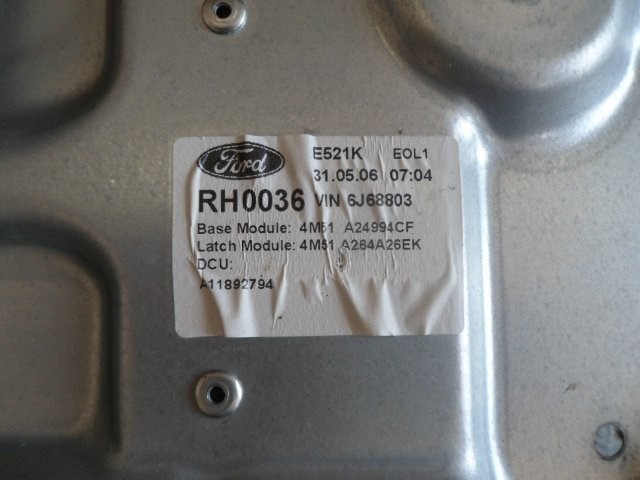 Ford E521K EOL1
31.05.06 07:04
RH0036 VIN 6J68803
Base Module: 4M51 A24994CF
Latch Module: 4M51 A264A26EK
DCU:
A11892794